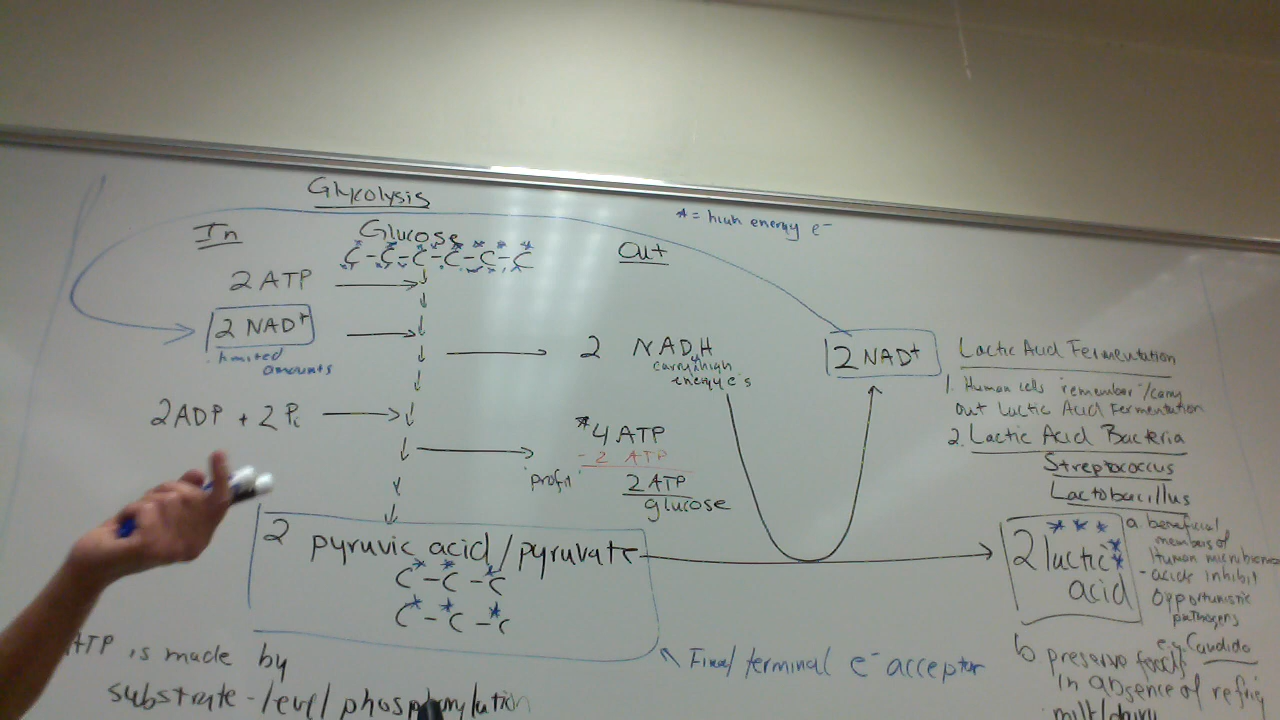 Glycolysis
* = high energy e⁻
In
Glucose
C-C-C-C-C-C
Out
2 ATP
2 NAD⁺
limited
amounts
2 NADH
carry high
energy e's
2 NAD⁺
2ADP + 2 Pi
*4 ATP
- 2 ATP
"profit"
2 ATP
glucose
2 pyruvic acid/pyruvate
C-C-C
C-C-C
Final/terminal e⁻ acceptor
ATP is made by
substrate-level phosphorylation
Lactic Acid Fermentation
1. Human cells "remember"/carry
out Lactic Acid Fermentation
2. Lactic Acid Bacteria
Streptococcus
Lactobacillus
2 lactic
acid
a. beneficial
members of
Human microbiome
- acids inhibit
opportunistic
pathogens
e.g. Candida
b preserve foods
in absence of refrig
milk/dairy